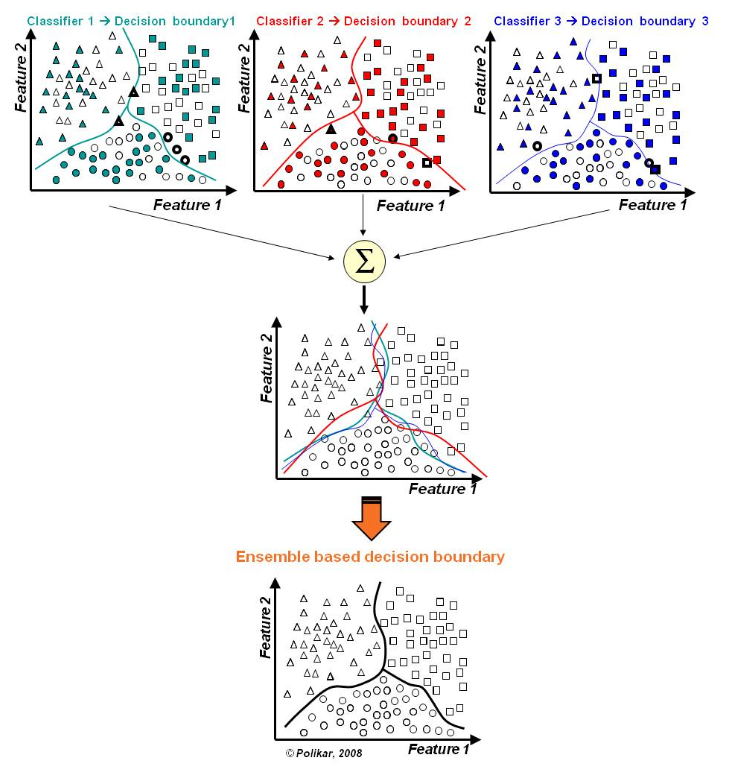 Classifier 1 → Decision boundary1
Classifier 2 → Decision boundary 2
Classifier 3 → Decision boundary 3
Feature 2
Feature 2
Feature 2
Feature 1
Feature 1
Feature 1
Σ
Feature 2
Feature 1
Ensemble based decision boundary
Feature 2
Feature 1
© Polikar, 2008